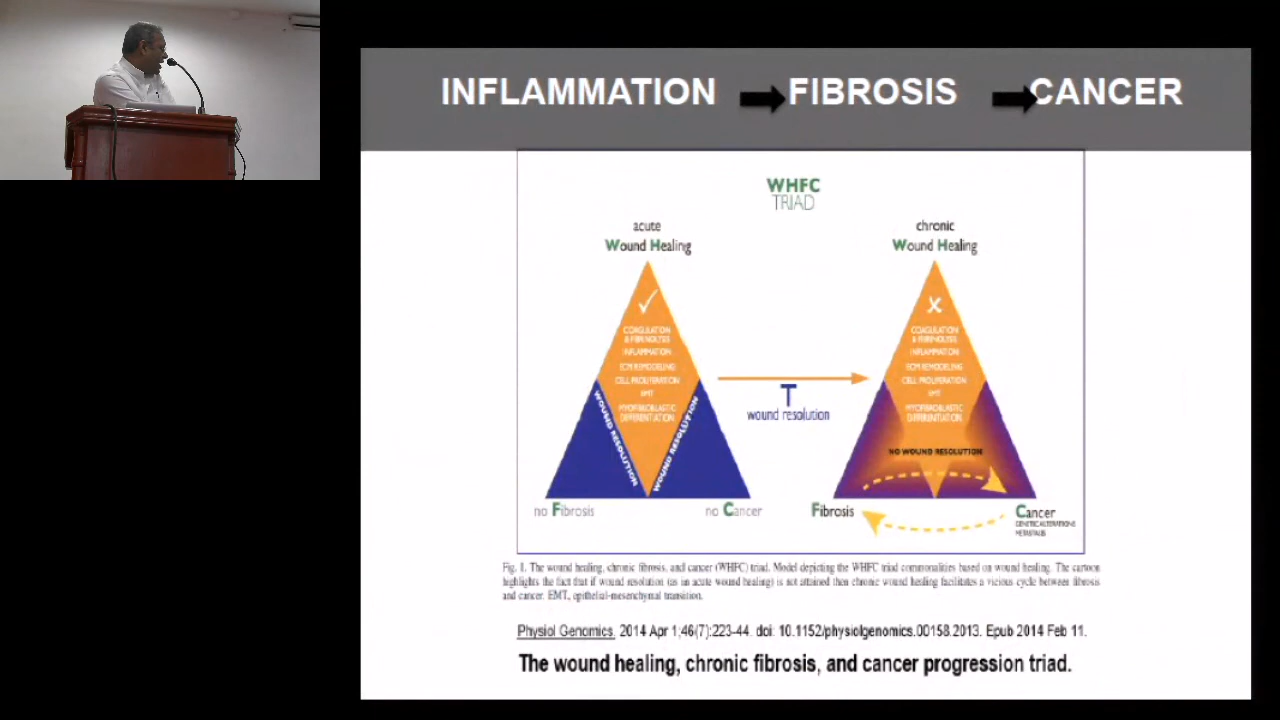 INFLAMMATION FIBROSIS CANCER
WHFC
TRIAD
acute
Wound Healing
COAGULATION
& FIBRINOLYSIS
INFLAMMATION
ECM REMODELING
CELL PROLIFERATION
EMT
MYOFIBROBLASTIC
DIFFERENTIATION
WOUND RESOLUTION
WOUND RESOLUTION
no Fibrosis
no Cancer
wound resolution
chronic
Wound Healing
COAGULATION
& FIBRINOLYSIS
INFLAMMATION
ECM REMODELING
CELL PROLIFERATION
EMT
MYOFIBROBLASTIC
DIFFERENTIATION
NO WOUND RESOLUTION
Fibrosis
Cancer
GENETIC ALTERATIONS
METASTASIS
Fig. 1. The wound healing, chronic fibrosis, and cancer (WHFC) triad. Model depicting the WHFC triad commonalities based on wound healing. The cartoon
highlights the fact that if wound resolution (as in acute wound healing) is not attained then chronic wound healing facilitates a vicious cycle between fibrosis
and cancer. EMT, epithelial-mesenchymal transition.
Physiol Genomics. 2014 Apr 1;46(7):223-44. doi: 10.1152/physiolgenomics.00158.2013. Epub 2014 Feb 11.
The wound healing, chronic fibrosis, and cancer progression triad.